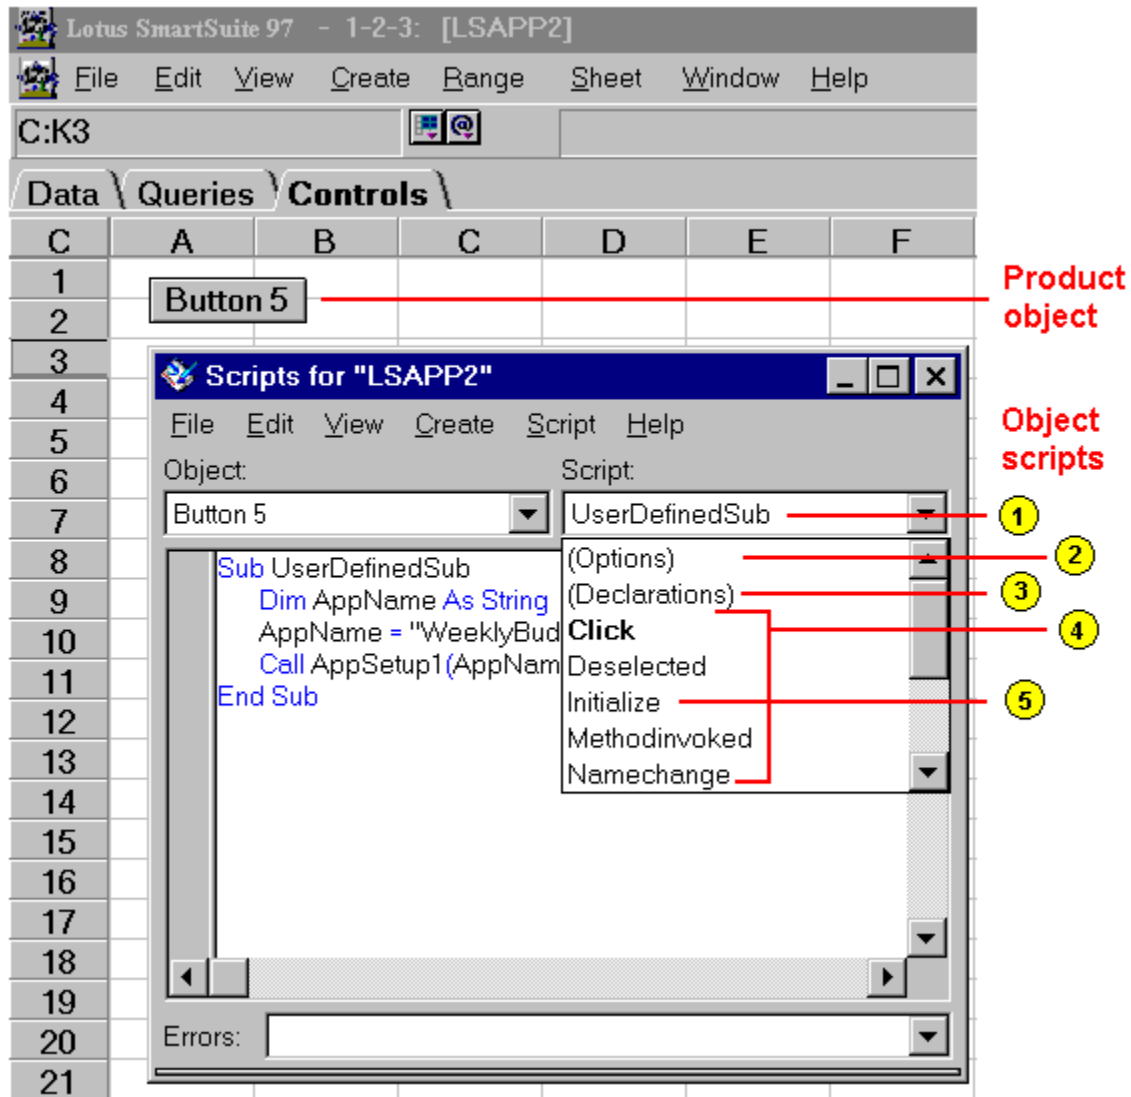 Lotus SmartSuite 97 - 1-2-3: [LSAPP2]
File Edit View Create Range Sheet Window Help
C:K3 @
Data Queries Controls
C A B C D E F
1
Button 5
Product
object
2
3
Scripts for "LSAPP2"
4
File Edit View Create Script Help
Object
scripts
5
Object: Script:
6
7
Button 5 UserDefinedSub 1
8
Sub UserDefinedSub (Options) 2
9
Dim AppName As String (Declarations) 3
10
AppName = "WeeklyBud Click 4
11
Call AppSetup1(AppNam Deselected
End Sub Initialize 5
12
Methodinvoked
13
Namechange
14
15
16
17
18
19
20
Errors:
21